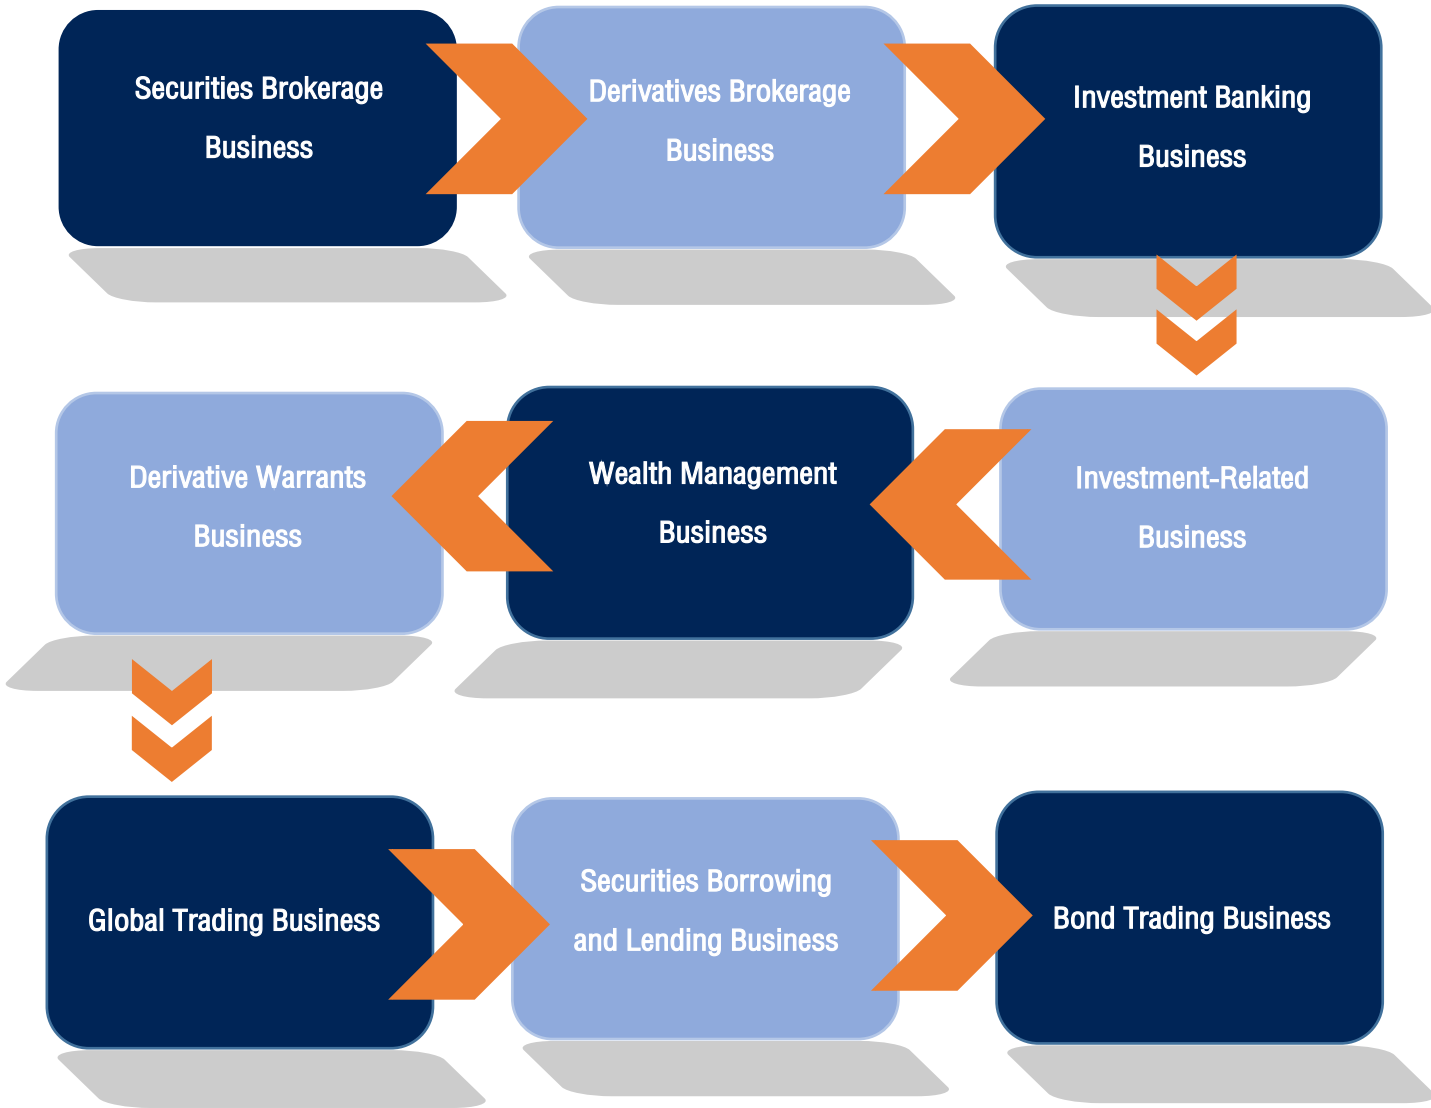 Securities Brokerage
Business
Derivatives Brokerage
Business
Investment Banking
Business
Investment-Related
Business
Wealth Management
Business
Derivative Warrants
Business
Global Trading Business
Securities Borrowing
and Lending Business
Bond Trading Business